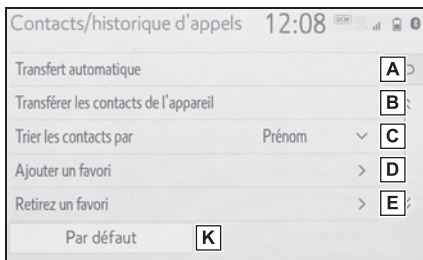 Contacts/historique d'appels 12:08 DCM
Transfert automatique A
Transférer les contacts de l'appareil B
Trier les contacts par Prénom C
Ajouter un favori D
Retirez un favori E
Par défaut K